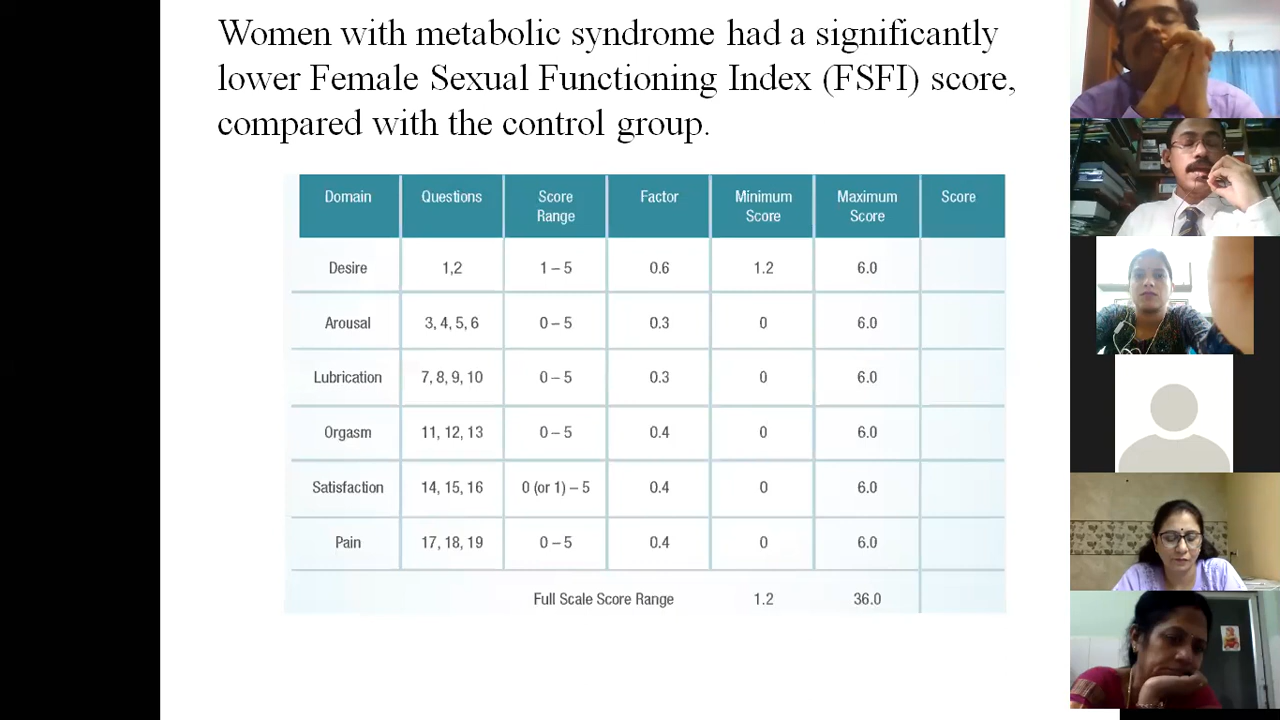 Women with metabolic syndrome had a significantly
lower Female Sexual Functioning Index (FSFI) score,
compared with the control group.
Domain Questions Score Range Factor Minimum Score Maximum Score Score
Desire 1,2 1 – 5 0.6 1.2 6.0
Arousal 3, 4, 5, 6 0 – 5 0.3 0 6.0
Lubrication 7, 8, 9, 10 0 – 5 0.3 0 6.0
Orgasm 11, 12, 13 0 – 5 0.4 0 6.0
Satisfaction 14, 15, 16 0 (or 1) – 5 0.4 0 6.0
Pain 17, 18, 19 0 – 5 0.4 0 6.0
Full Scale Score Range 1.2 36.0